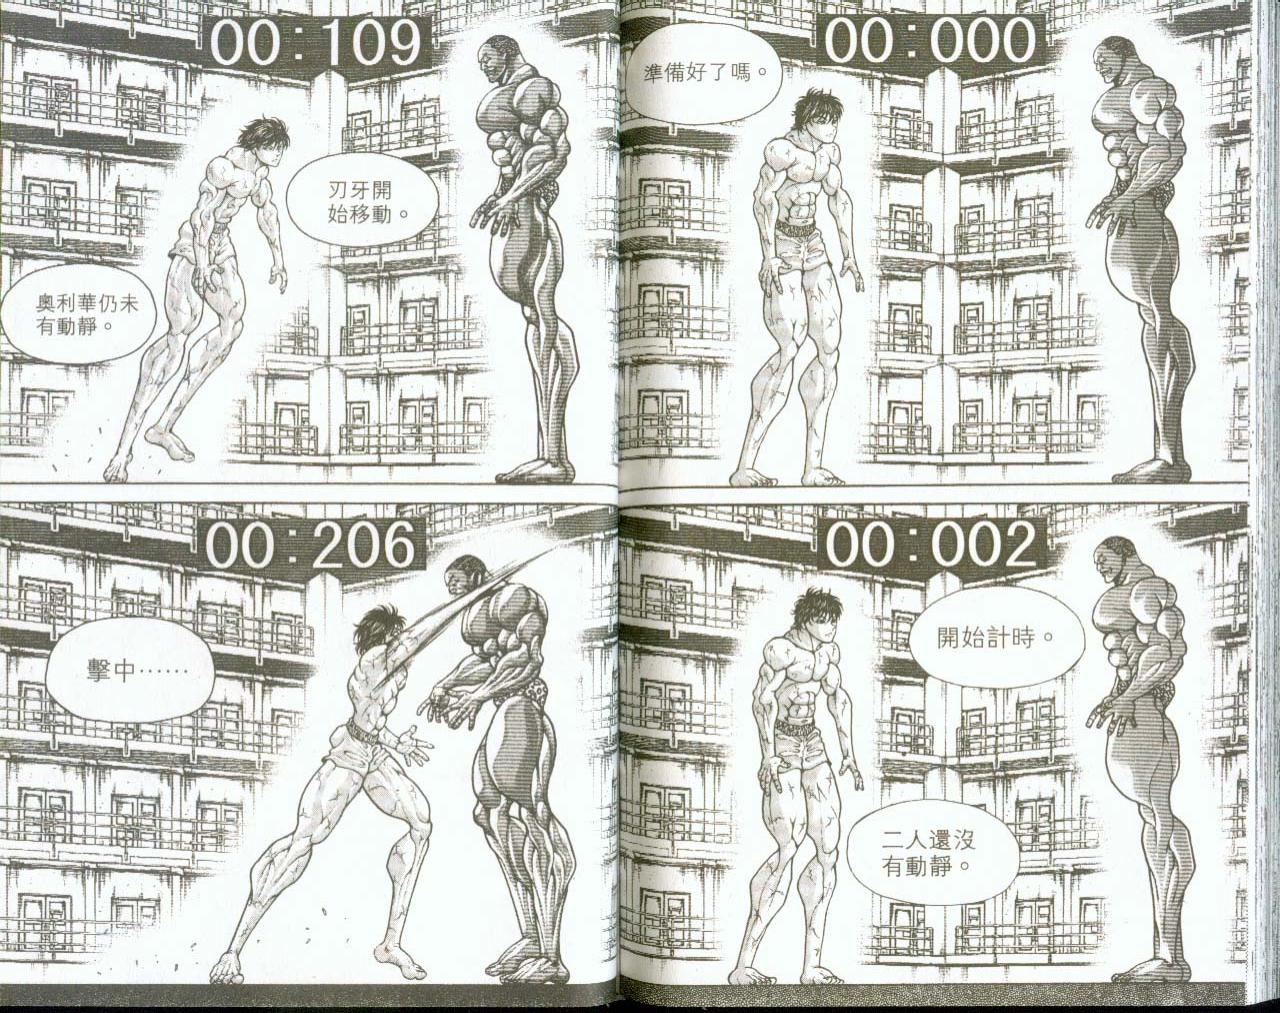 00:000
準備好了嗎。
00:002
開始計時。
二人還沒
有動靜。
00:109
刃牙開
始移動。
奧利華仍未
有動靜。
00:206
擊中⋯⋯